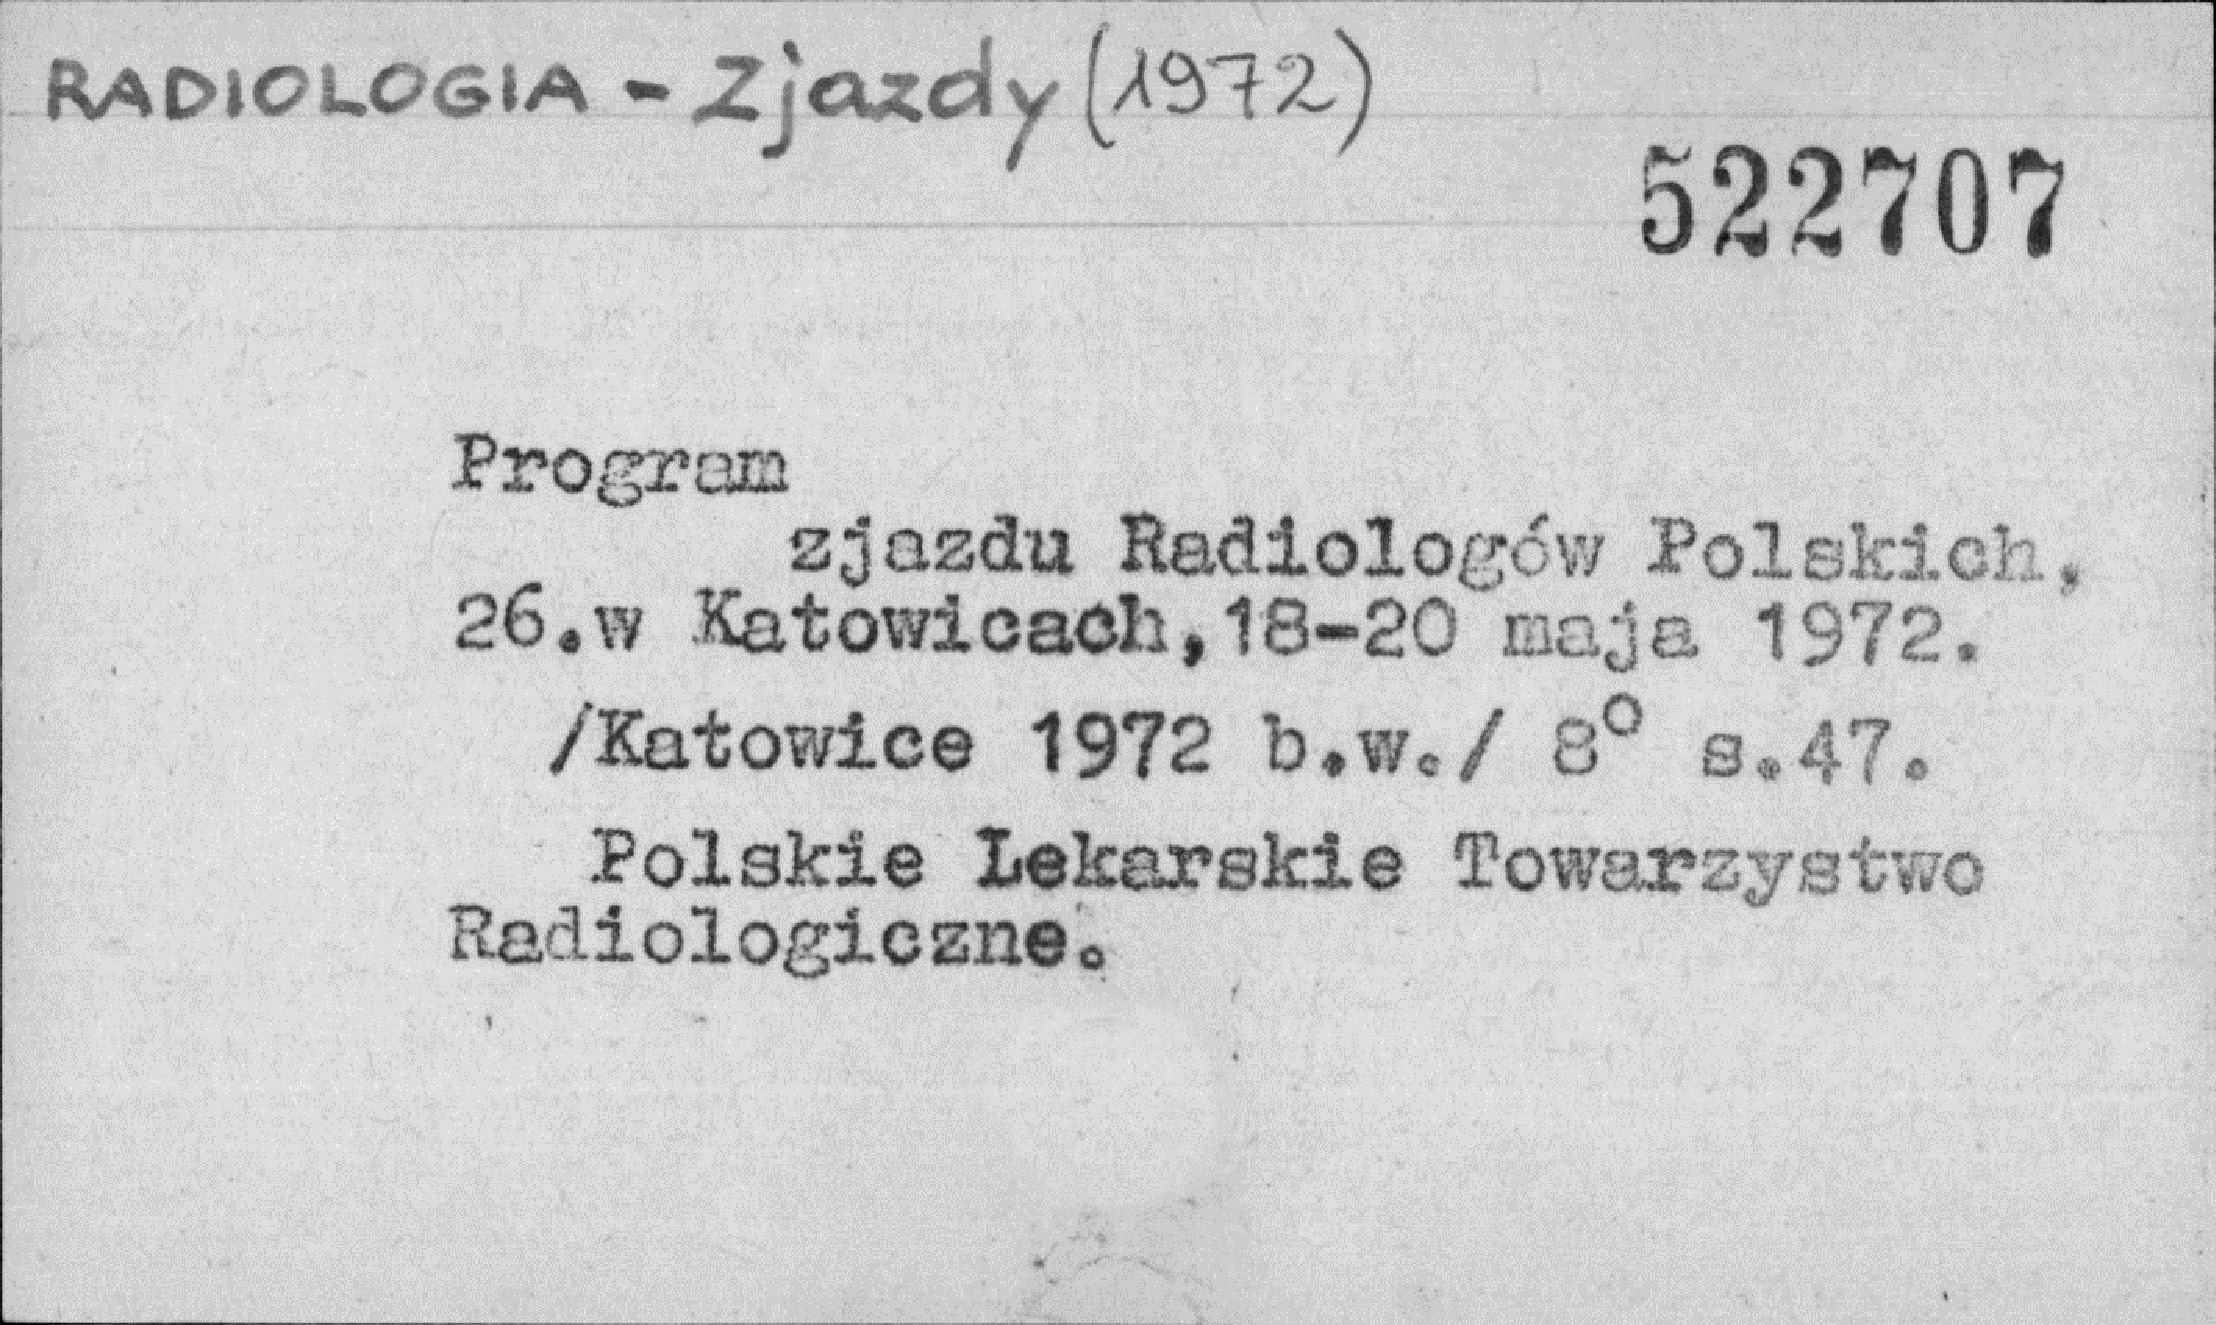 RADIOLOGIA - Zjazdy (1972)
522707
Program
zjazdu Radiologów Polskich,
26.w Katowicach,18-20 maja 1972.
/Katowice 1972 b.w./ 8° s.47.
Polskie Lekarskie Towarzystwo
Radiologiczne.